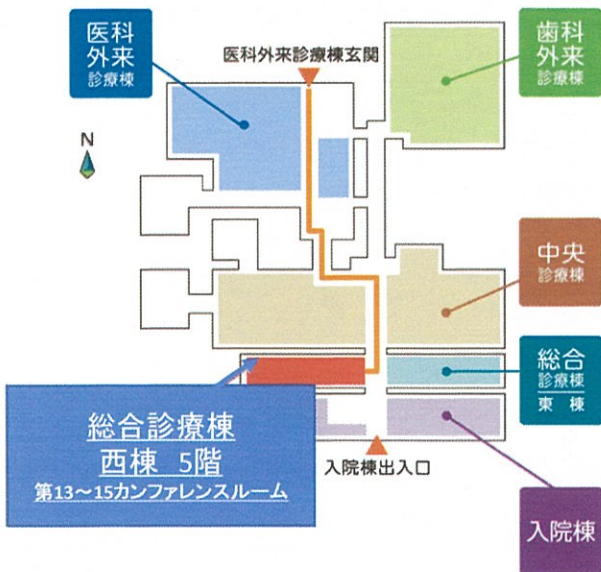 医科
外来
診療棟
医科外来診療棟玄関
歯科
外来
診療棟
N
中央
診療棟
総合
診療棟
東棟
総合診療棟
西棟 5階
第13～15カンファレンスルーム
入院棟出入口
入院棟